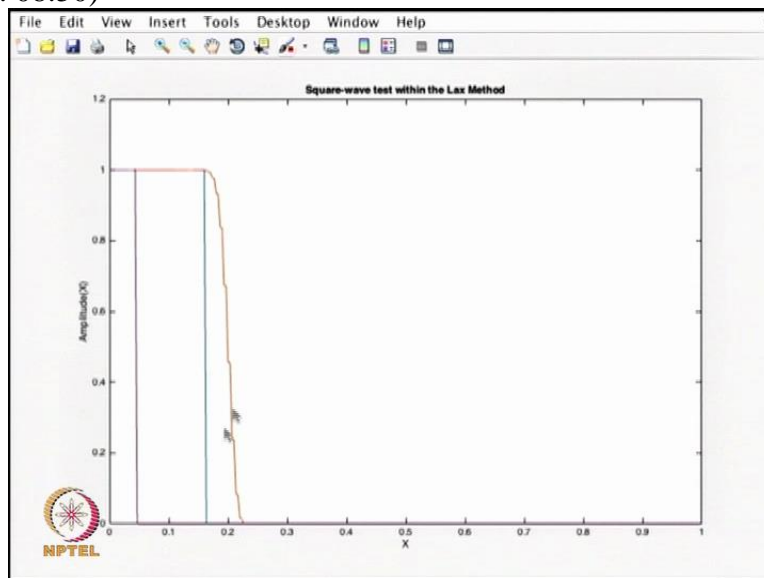 File Edit View Insert Tools Desktop Window Help
Square-wave test within the Lax Method
1.2
1
0.8
0.6
0.4
0.2
0
Amplitude(X)
0 0.1 0.2 0.3 0.4 0.5 0.6 0.7 0.8 0.9 1
X
NPTEL